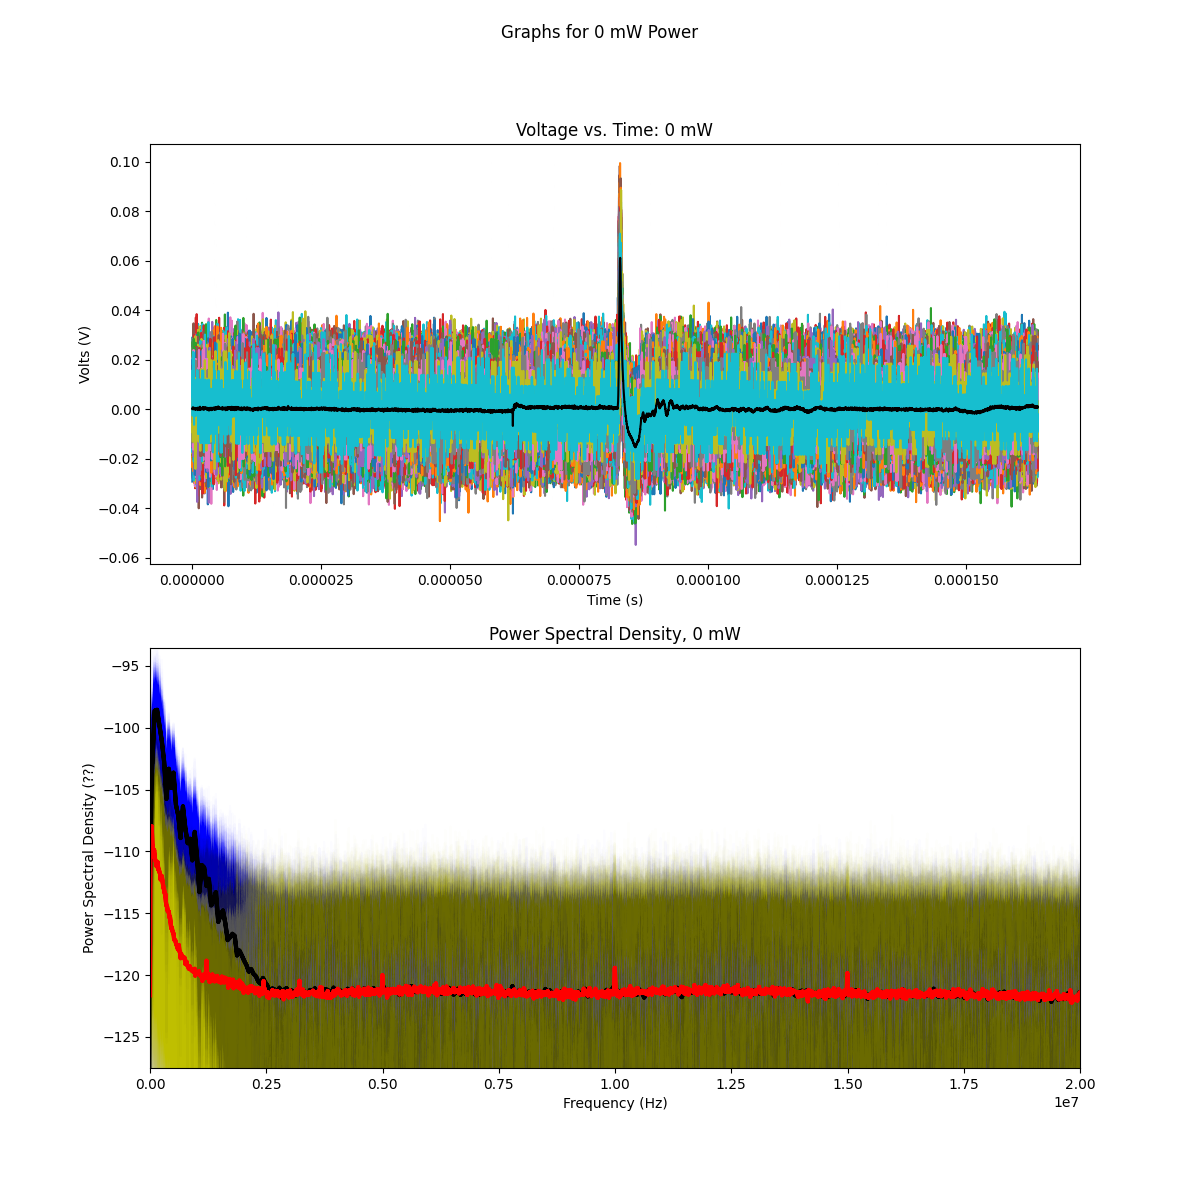 Graphs for 0 mW Power
Voltage vs. Time: 0 mW
0.10
0.08
0.06
0.04
0.02
0.00
−0.02
−0.04
−0.06
Volts (V)
0.000000 0.000025 0.000050 0.000075 0.000100 0.000125 0.000150
Time (s)
Power Spectral Density, 0 mW
−95
−100
−105
−110
−115
−120
−125
Power Spectral Density (??)
0.00 0.25 0.50 0.75 1.00 1.25 1.50 1.75 2.00
Frequency (Hz)
1e7